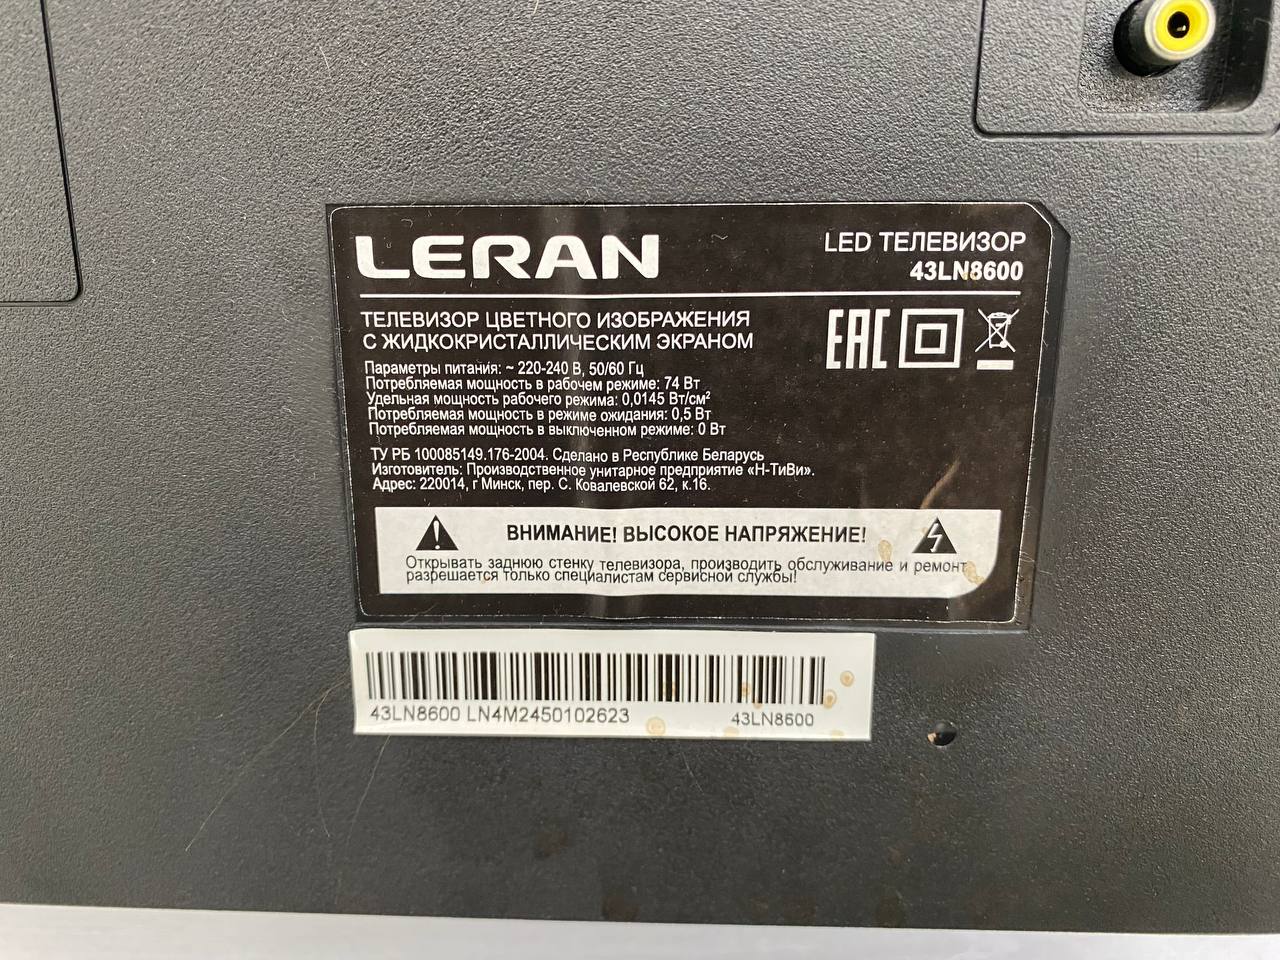 LERAN
LED ТЕЛЕВИЗОР
43LN8600
ТЕЛЕВИЗОР ЦВЕТНОГО ИЗОБРАЖЕНИЯ
С ЖИДКОКРИСТАЛЛИЧЕСКИМ ЭКРАНОМ
EAC
Параметры питания: ~ 220-240 В, 50/60 Гц
Потребляемая мощность в рабочем режиме: 74 Вт
Удельная мощность рабочего режима: 0,0145 Вт/см²
Потребляемая мощность в режиме ожидания: 0,5 Вт
Потребляемая мощность в выключенном режиме: 0 Вт
ТУ РБ 100085149.176-2004. Сделано в Республике Беларусь
Изготовитель: Производственное унитарное предприятие «Н-ТиВи».
Адрес: 220014, г Минск, пер. С. Ковалевской 62, к.16.
ВНИМАНИЕ! ВЫСОКОЕ НАПРЯЖЕНИЕ!
Открывать заднюю стенку телевизора, производить обслуживание и ремонт
разрешается только специалистам сервисной службы!
43LN8600 LN4M2450102623
43LN8600